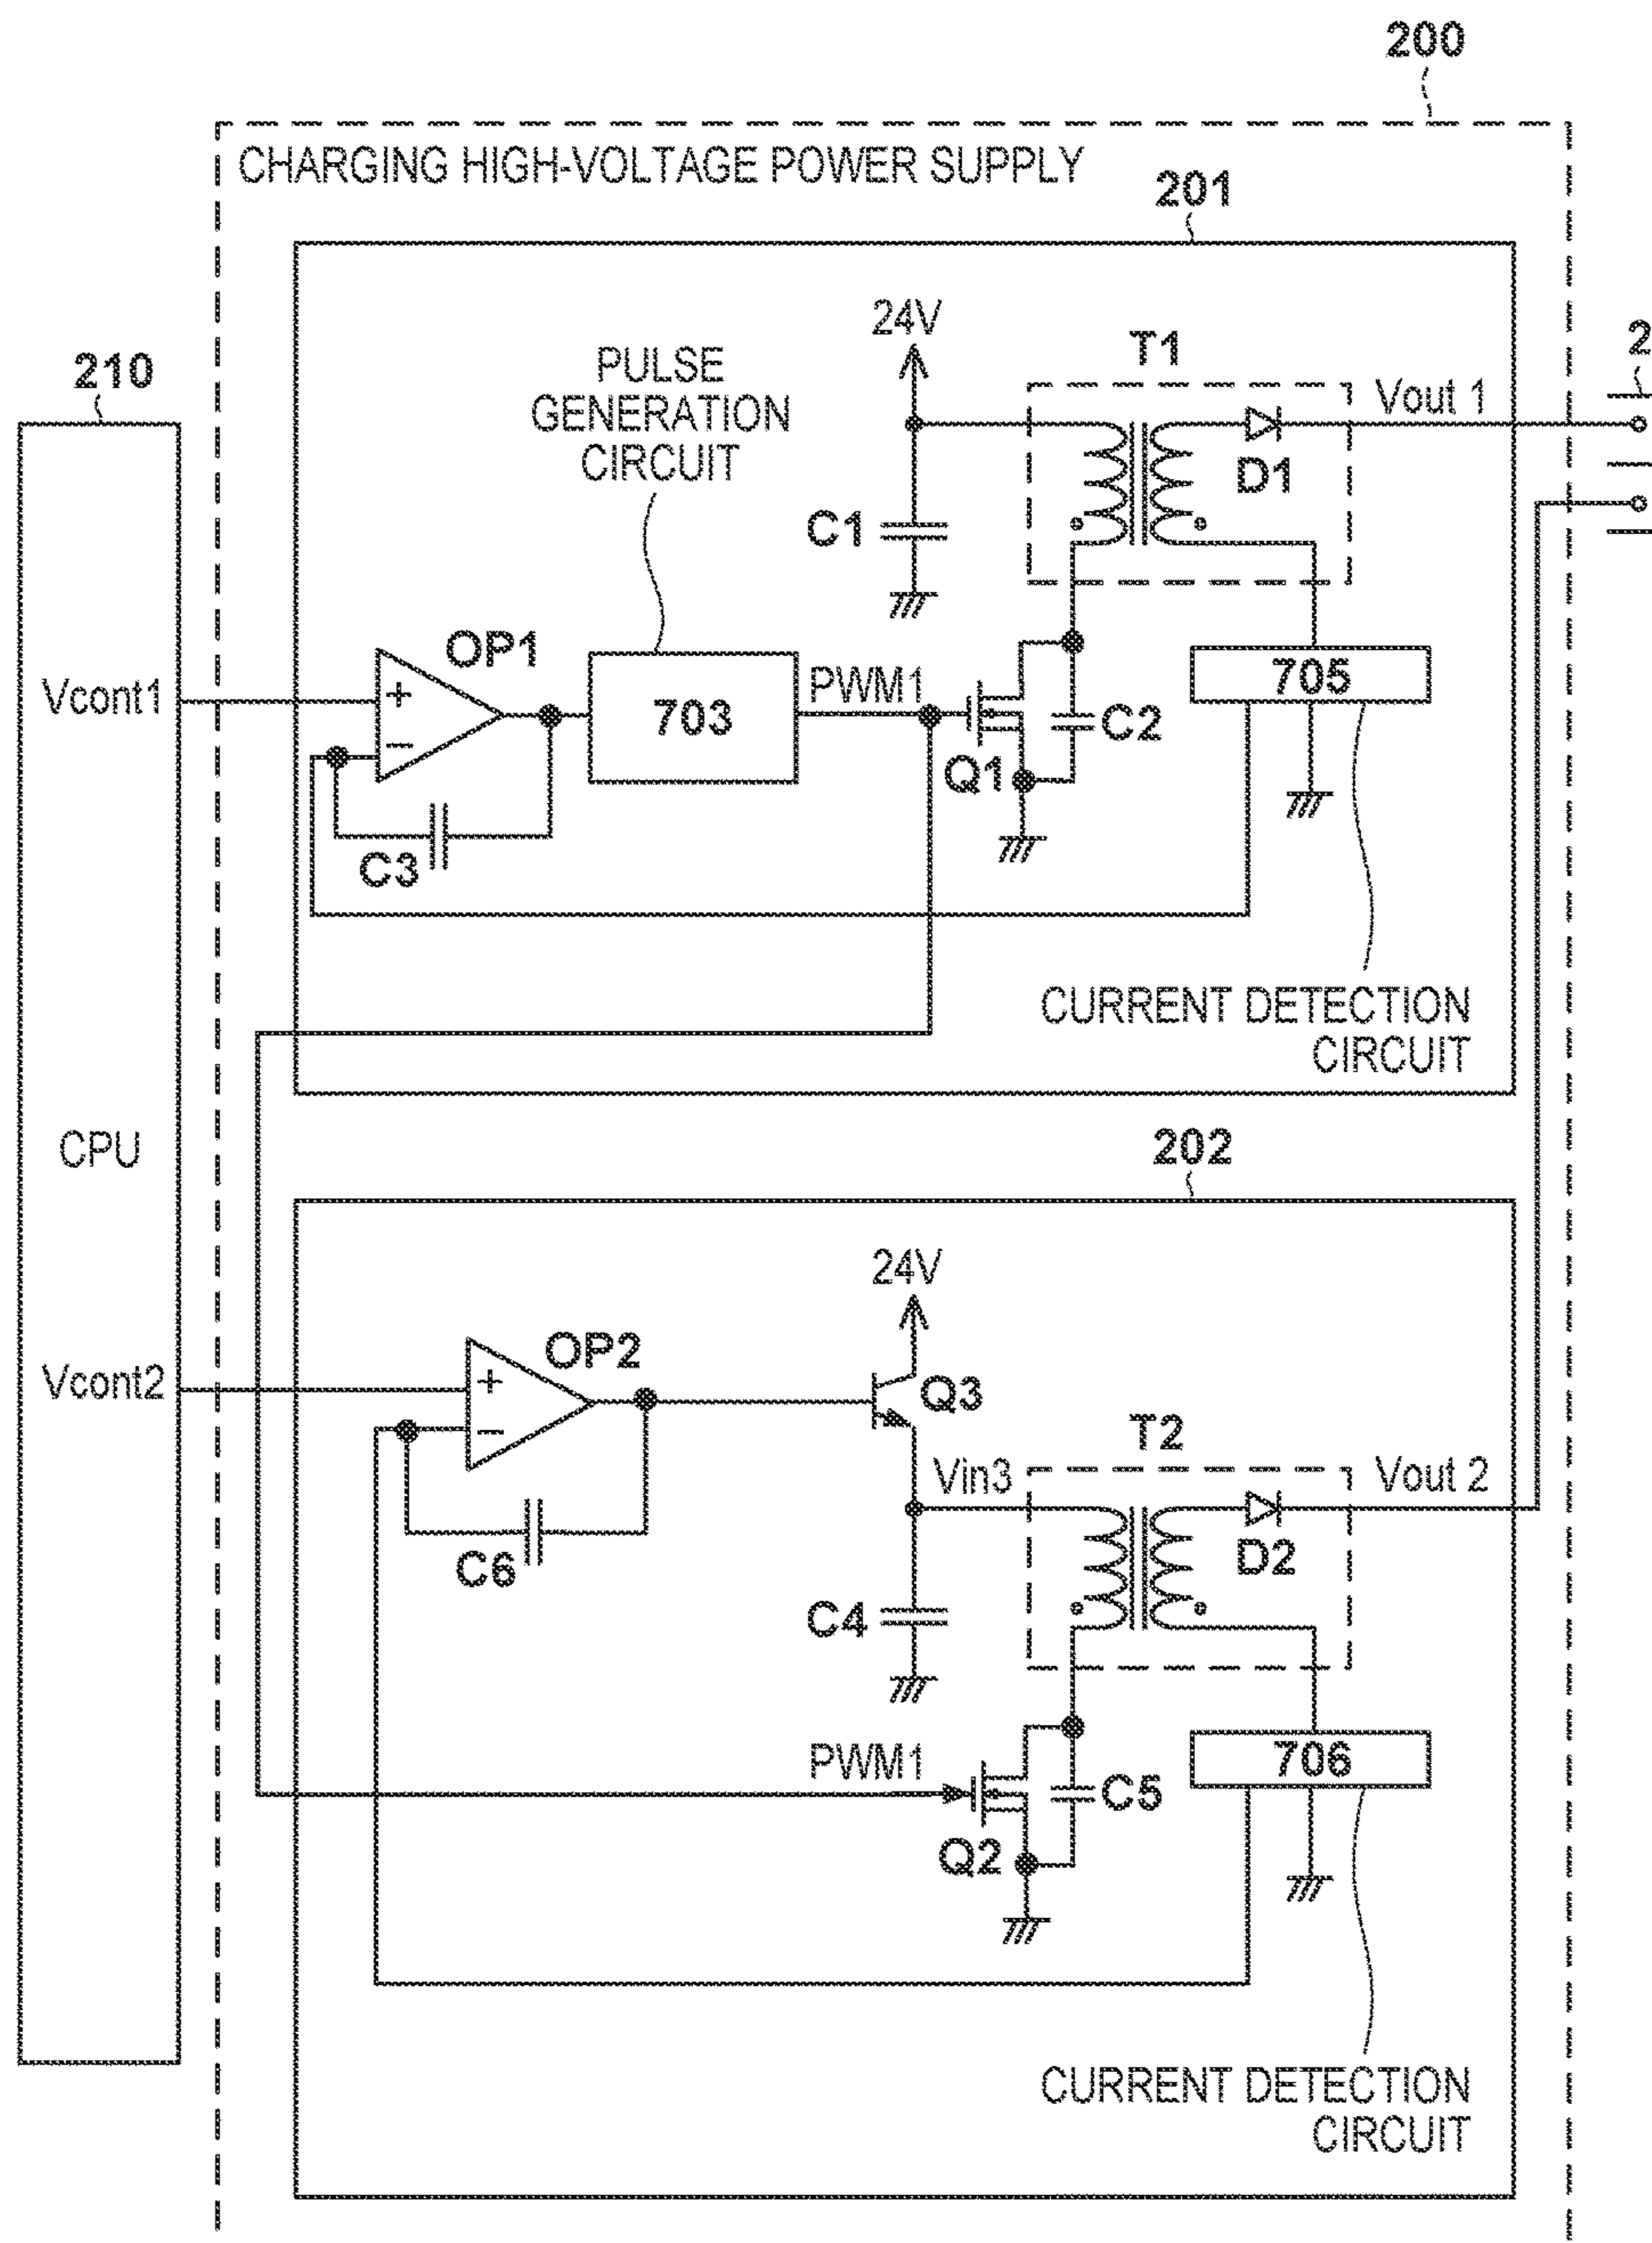 200
CHARGING HIGH-VOLTAGE POWER SUPPLY
201
24V
T1
2
210
PULSE
GENERATION
CIRCUIT
Vout 1
D1
C1
OP1
Vcont1
+
−
703
PWM1
705
C2
Q1
C3
CURRENT DETECTION
CIRCUIT
CPU
202
24V
OP2
Vcont2
+
−
Q3
T2
Vin3
Vout 2
D2
C6
C4
PWM1
706
C5
Q2
CURRENT DETECTION
CIRCUIT